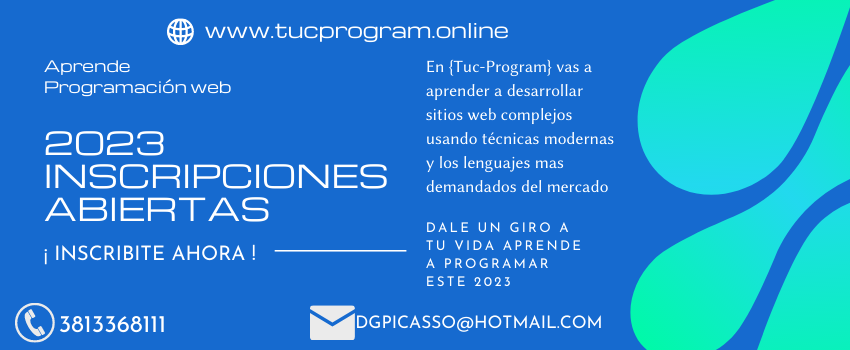 www.tucprogram.online
Aprende
Programación web
2023
INSCRIPCIONES
ABIERTAS
¡ INSCRIBITE AHORA !
En {Tuc-Program} vas a
aprender a desarrollar
sitios web complejos
usando técnicas modernas
y los lenguajes mas
demandados del mercado
DALE UN GIRO A
TU VIDA APRENDE
A PROGRAMAR
ESTE 2023
3813368111
DGPICASSO@HOTMAIL.COM